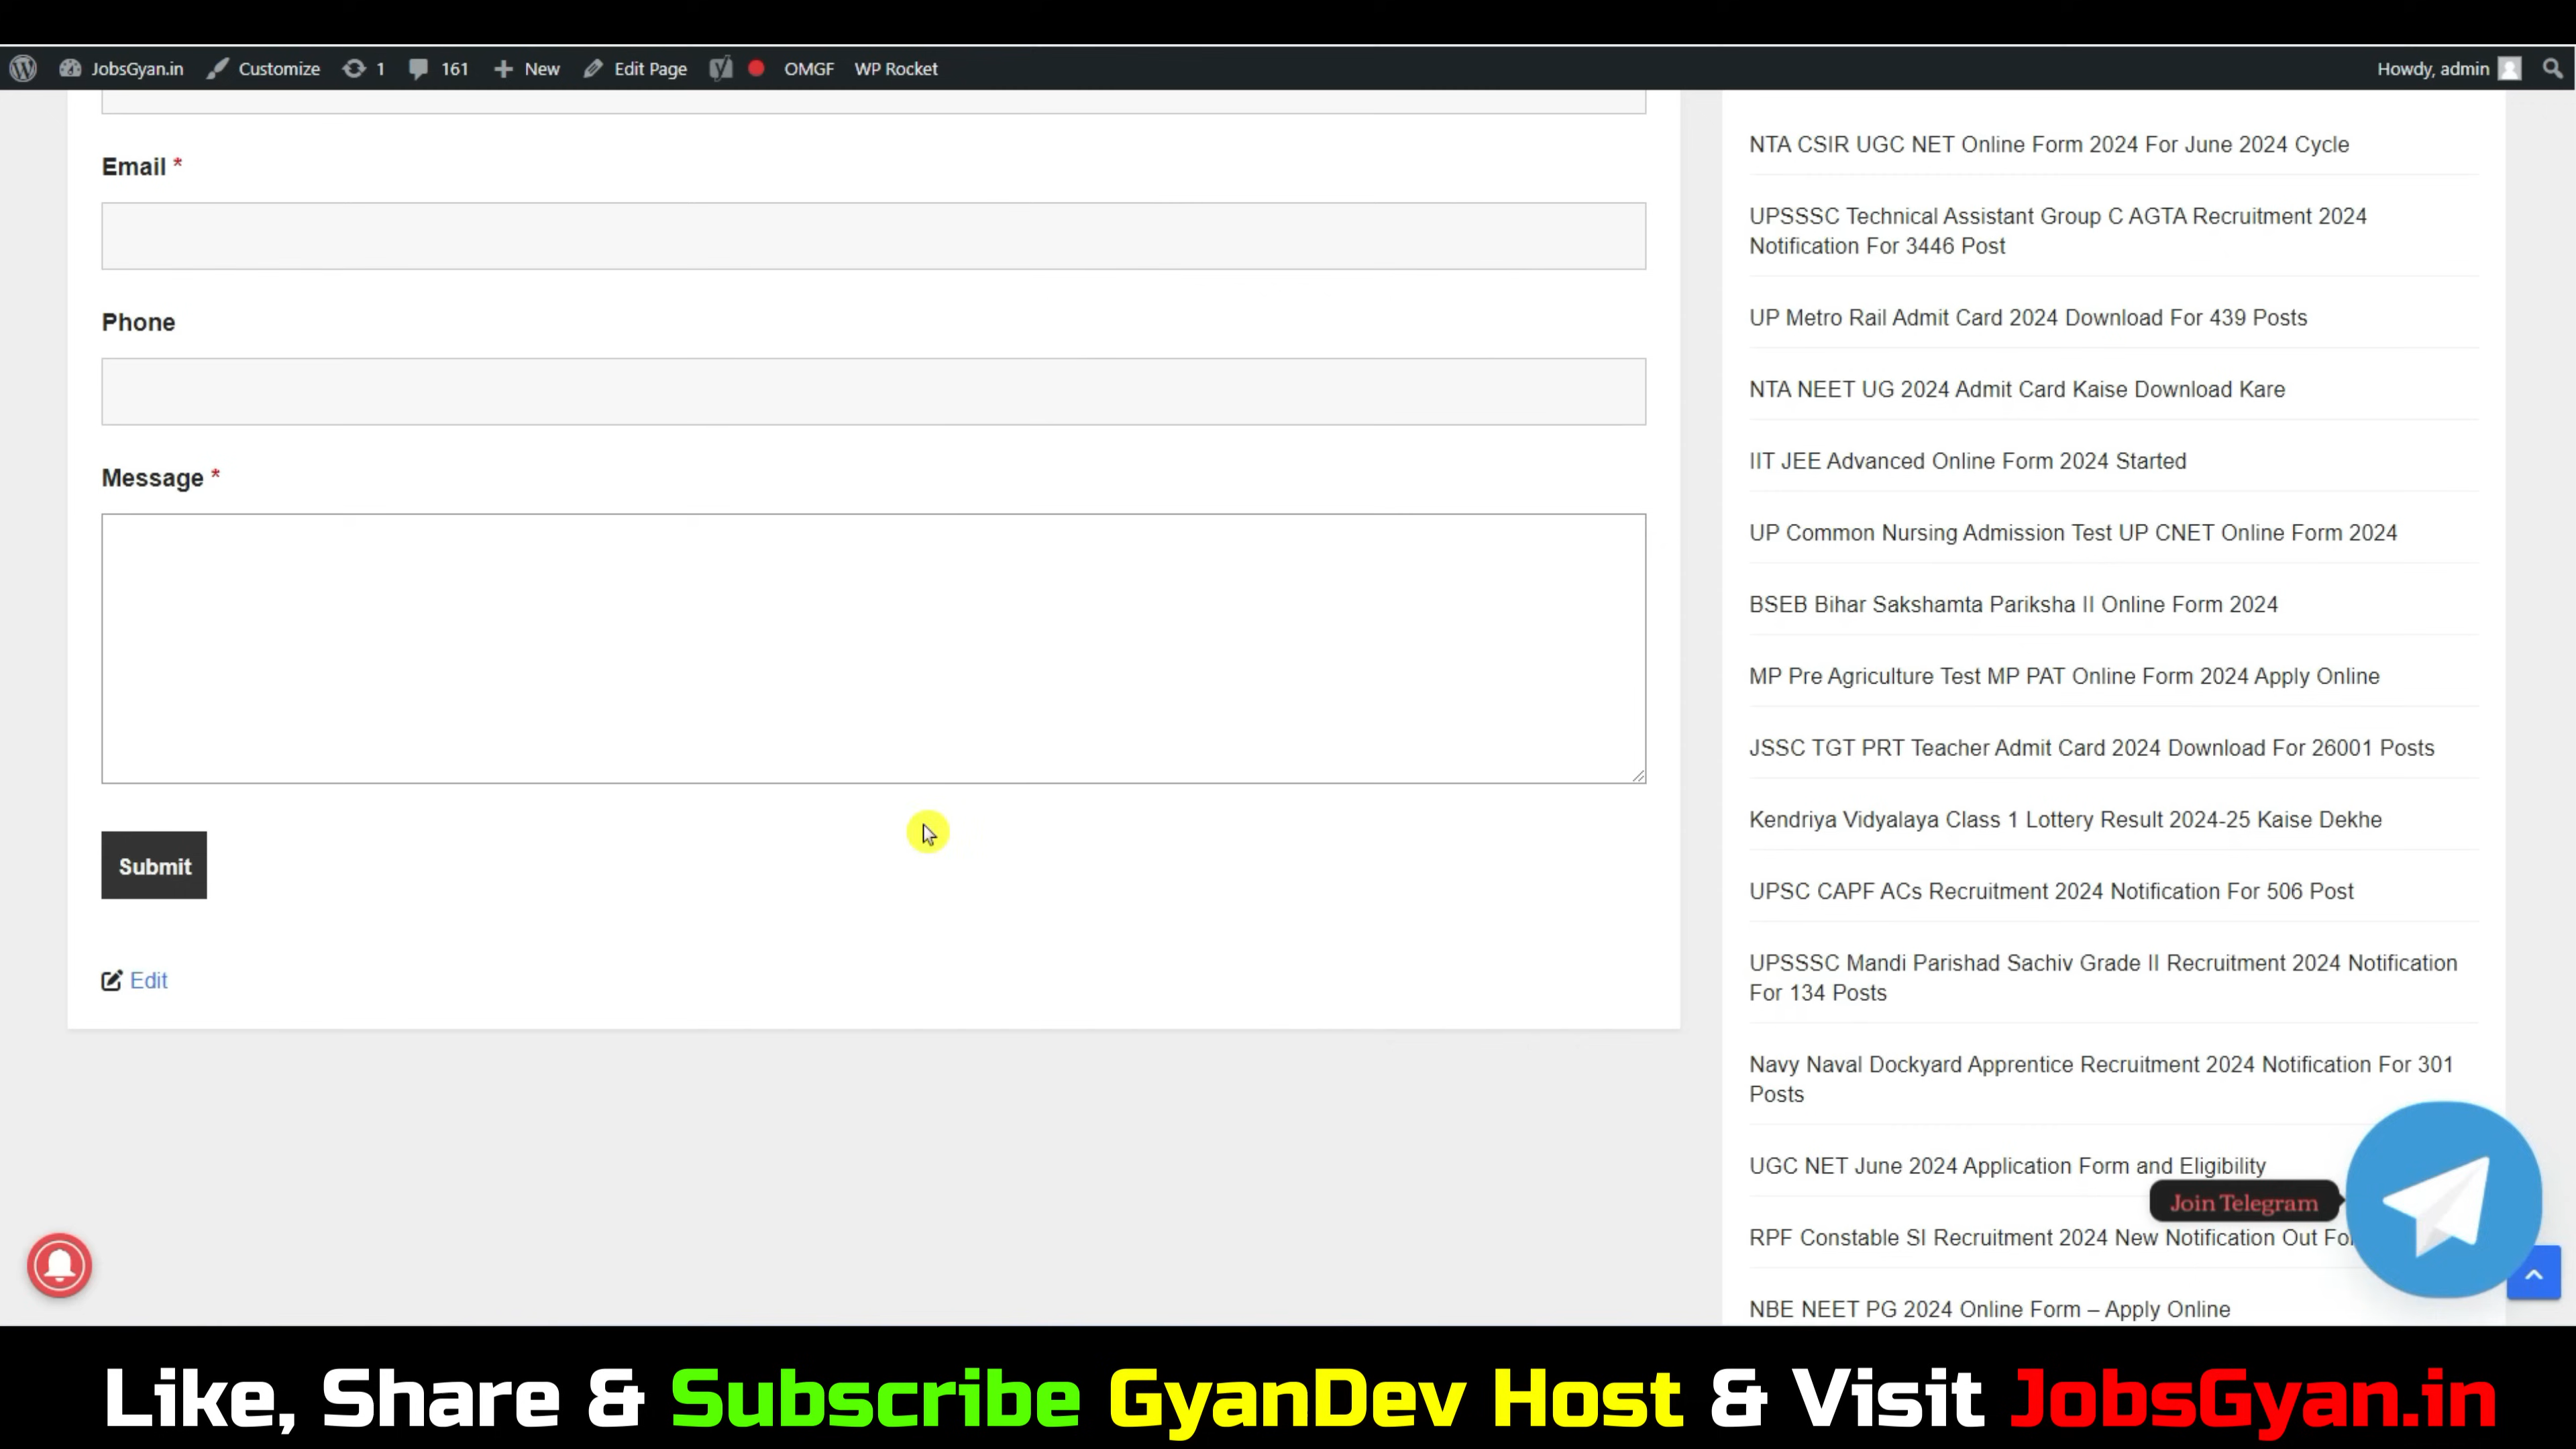 JobsGyan.in Customize 1 161 New Edit Page OMGF WP Rocket Howdy, admin
Email *
Phone
Message *
Submit
Edit
NTA CSIR UGC NET Online Form 2024 For June 2024 Cycle
UPSSSC Technical Assistant Group C AGTA Recruitment 2024
Notification For 3446 Post
UP Metro Rail Admit Card 2024 Download For 439 Posts
NTA NEET UG 2024 Admit Card Kaise Download Kare
IIT JEE Advanced Online Form 2024 Started
UP Common Nursing Admission Test UP CNET Online Form 2024
BSEB Bihar Sakshamta Pariksha II Online Form 2024
MP Pre Agriculture Test MP PAT Online Form 2024 Apply Online
JSSC TGT PRT Teacher Admit Card 2024 Download For 26001 Posts
Kendriya Vidyalaya Class 1 Lottery Result 2024-25 Kaise Dekhe
UPSC CAPF ACs Recruitment 2024 Notification For 506 Post
UPSSSC Mandi Parishad Sachiv Grade II Recruitment 2024 Notification
For 134 Posts
Navy Naval Dockyard Apprentice Recruitment 2024 Notification For 301
Posts
UGC NET June 2024 Application Form and Eligibility
Join Telegram
RPF Constable SI Recruitment 2024 New Notification Out
NBE NEET PG 2024 Online Form – Apply Online
Like, Share & Subscribe GyanDev Host & Visit JobsGyan.in